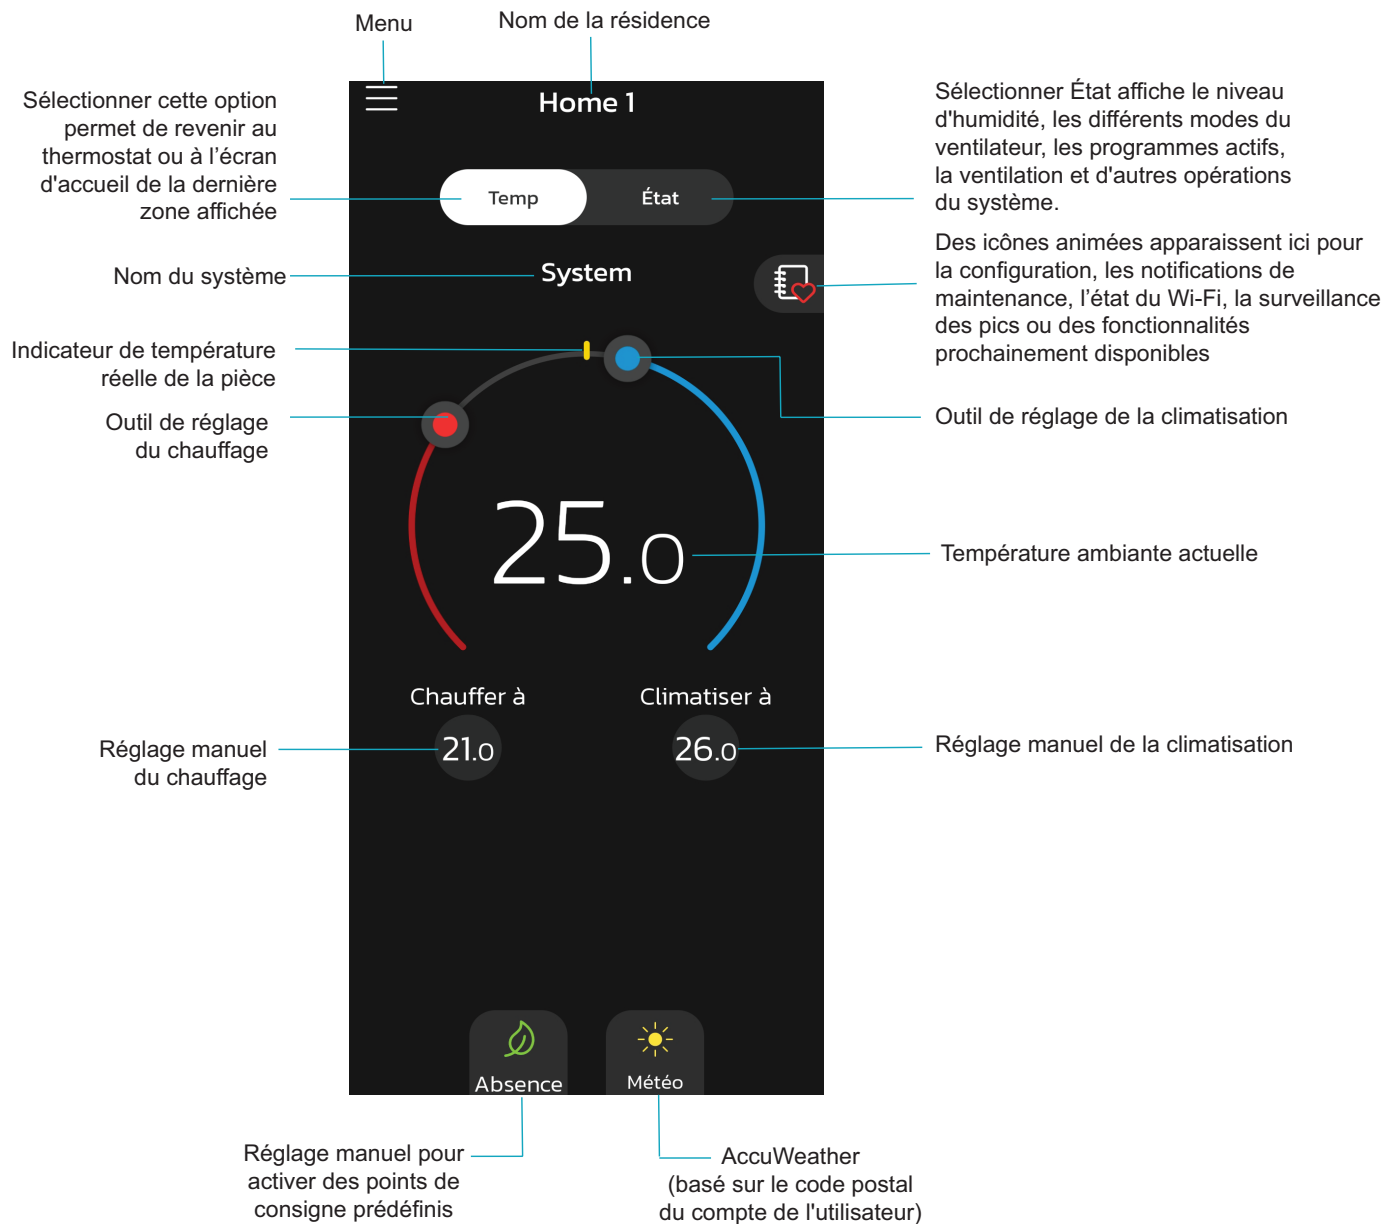 Menu
Nom de la résidence
Home 1
Sélectionner cette option
permet de revenir au
thermostat ou à l’écran
d'accueil de la dernière
zone affichée
Temp
État
Sélectionner État affiche le niveau
d'humidité, les différents modes du
ventilateur, les programmes actifs,
la ventilation et d'autres opérations
du système.
Nom du système
System
Des icônes animées apparaissent ici pour
la configuration, les notifications de
maintenance, l’état du Wi-Fi, la surveillance
des pics ou des fonctionnalités
prochainement disponibles
Indicateur de température
réelle de la pièce
Outil de réglage
du chauffage
Outil de réglage de la climatisation
25.0
Température ambiante actuelle
Chauffer à
Climatiser à
Réglage manuel
du chauffage
21.0
26.0
Réglage manuel de la climatisation
Absence
Météo
Réglage manuel pour
activer des points de
consigne prédéfinis
AccuWeather
(basé sur le code postal
du compte de l'utilisateur)